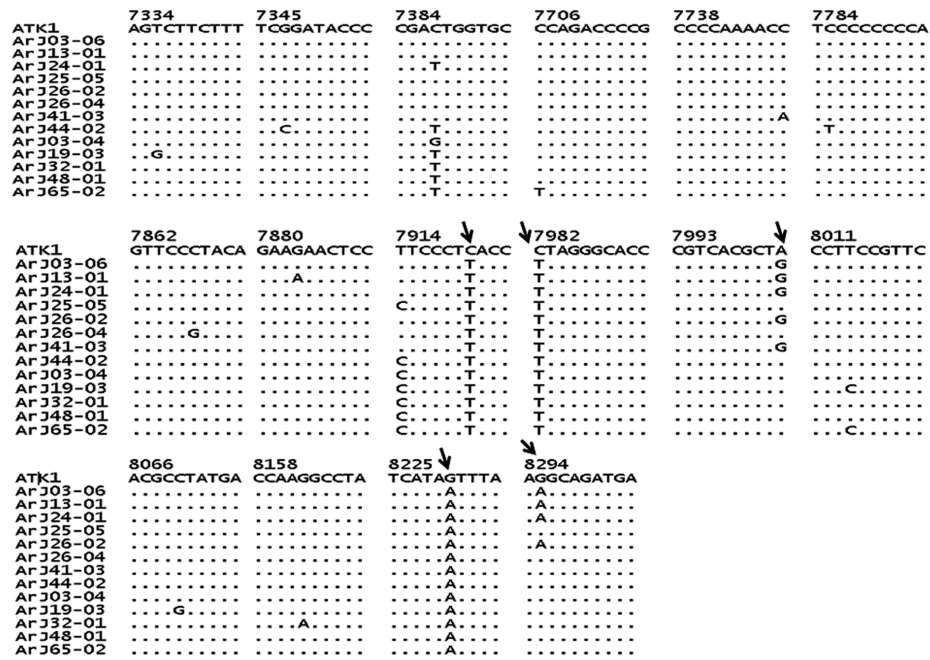 7334 7345 7384 7706 7738 7784
ATK1 AGTCTTCTTT TCGGATACCC CGACTGGTGC CCAGACCCCG CCCCAAAACC TCCCCCCCCA
ArJ03-06 .......... .......... .......... .......... .......... ..........
ArJ13-01 .......... .......... .......... .......... .......... ..........
ArJ24-01 .......... .......... ...T...... .......... .......... ..........
ArJ25-05 .......... .......... .......... .......... .......... ..........
ArJ26-02 .......... .......... .......... .......... .......... ..........
ArJ26-04 .......... .......... .......... .......... .......... ..........
ArJ41-03 .......... .......... .......... .......... .........A ..........
ArJ44-02 .......... ..C....... ...T...... .......... .......... .T........
ArJ03-04 .......... .......... ...G...... .......... .......... ..........
ArJ19-03 ..G....... .......... ...T...... .......... .......... ..........
ArJ32-01 .......... .......... ...T...... .......... .......... ..........
ArJ48-01 .......... .......... ...T...... .......... .......... ..........
ArJ65-02 .......... .......... ...T...... T......... .......... ..........
7862 7880 7914 7982 7993 8011
ATK1 GTTCCCTACA GAAGAACTCC TTCCCTCACC CTAGGGCACC CGTCACGCTA CCTTCCGTTC
ArJ03-06 .......... .......... ......T... T......... .........G ..........
ArJ13-01 .......... ...A...... ......T... T......... .........G ..........
ArJ24-01 .......... .......... ......T... T......... .........G ..........
ArJ25-05 .......... .......... C.....T... T......... .......... ..........
ArJ26-02 .......... .......... ......T... T......... .........G ..........
ArJ26-04 .....G.... .......... ......T... T......... .......... ..........
ArJ41-03 .......... .......... ......T... T......... .........G ..........
ArJ44-02 .......... .......... C.....T... T......... .......... ..........
ArJ03-04 .......... .......... C.....T... T......... .......... ..........
ArJ19-03 .......... .......... C.....T... T......... .......... ...C......
ArJ32-01 .......... .......... C.....T... T......... .......... ..........
ArJ48-01 .......... .......... C.....T... T......... .......... ..........
ArJ65-02 .......... .......... C.....T... T......... .......... ...C......
8066 8158 8225 8294
ATK1 ACGCCTATGA CCAAGGCCTA TCATAGTTTA AGGCAGATGA
ArJ03-06 .......... .......... .....A.... .A........
ArJ13-01 .......... .......... .....A.... .A........
ArJ24-01 .......... .......... .....A.... .A........
ArJ25-05 .......... .......... .....A.... ..........
ArJ26-02 .......... .......... .....A.... .A........
ArJ26-04 .......... .......... .....A.... ..........
ArJ41-03 .......... .......... .....A.... ..........
ArJ44-02 .......... .......... .....A.... ..........
ArJ03-04 .......... .......... .....A.... ..........
ArJ19-03 ....G..... .......... .....A.... ..........
ArJ32-01 .......... ....A..... .....A.... ..........
ArJ48-01 .......... .......... .....A.... ..........
ArJ65-02 .......... .......... .....A.... ..........